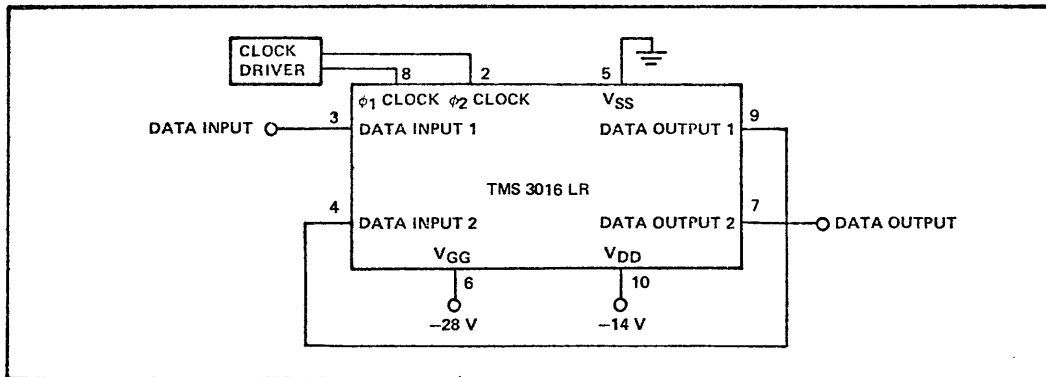 CLOCK
DRIVER
8
2
5
ϕ1 CLOCK ϕ2 CLOCK
VSS
DATA INPUT
3
DATA INPUT 1
DATA OUTPUT 1
9
TMS 3016 LR
4
DATA INPUT 2
DATA OUTPUT 2
7
DATA OUTPUT
VGG
VDD
6
10
−28 V
−14 V